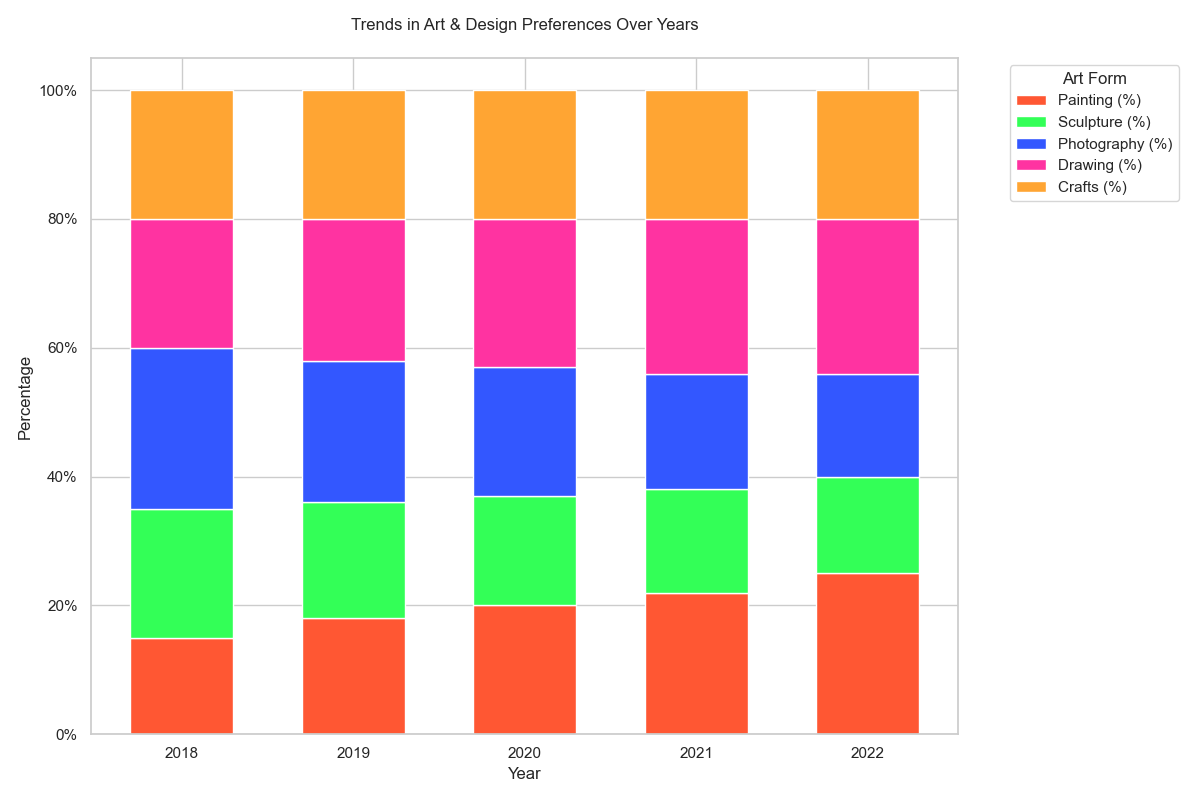 Trends in Art & Design Preferences Over Years
Art Form
Painting (%)
Sculpture (%)
Photography (%)
Drawing (%)
Crafts (%)
Percentage
100%
80%
60%
40%
20%
0%
2018 2019 2020 2021 2022
Year